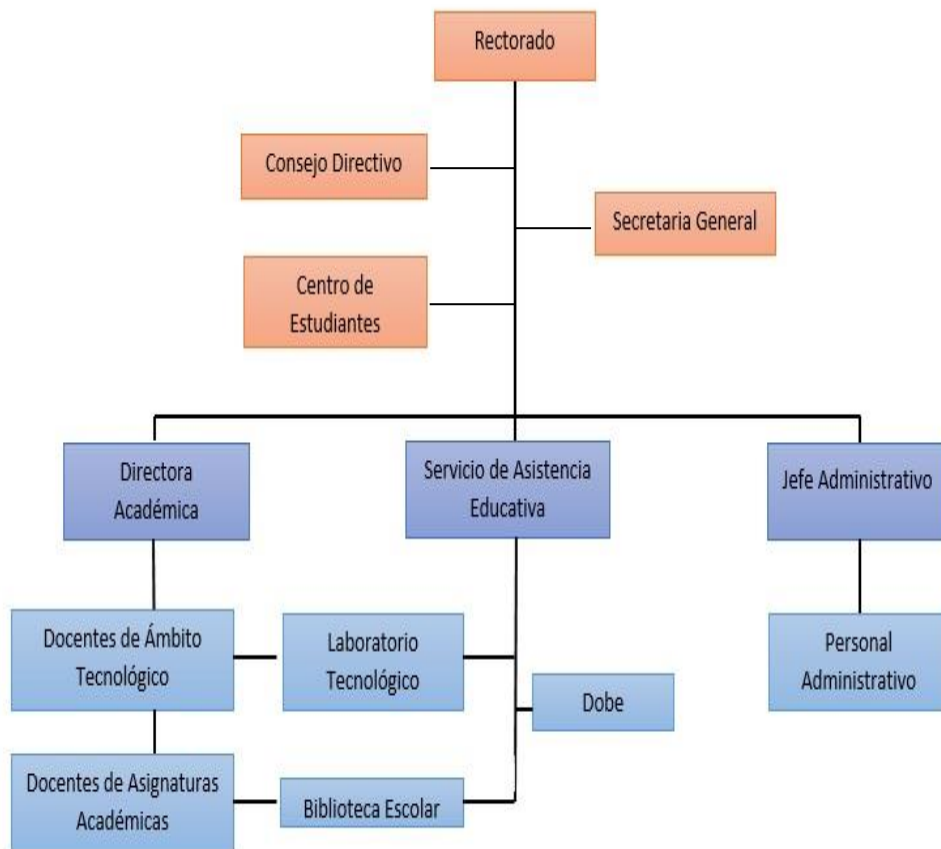 Rectorado
Consejo Directivo
Secretaria General
Centro de
Estudiantes
Directora
Académica
Servicio de Asistencia
Educativa
Jefe Administrativo
Docentes de Ámbito
Tecnológico
Laboratorio
Tecnológico
Personal
Administrativo
Dobe
Docentes de Asignaturas
Académicas
Biblioteca Escolar